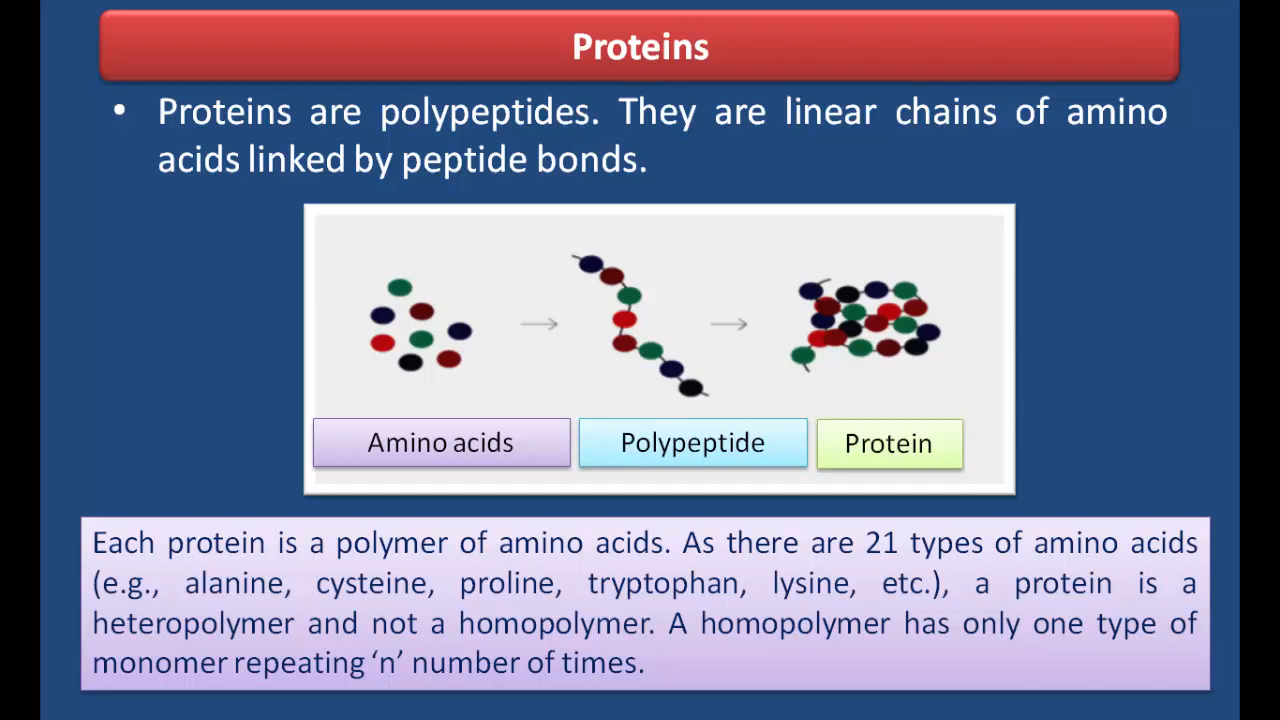 Proteins
• Proteins are polypeptides. They are linear chains of amino
acids linked by peptide bonds.
Amino acids
Polypeptide
Protein
Each protein is a polymer of amino acids. As there are 21 types of amino acids
(e.g., alanine, cysteine, proline, tryptophan, lysine, etc.), a protein is a
heteropolymer and not a homopolymer. A homopolymer has only one type of
monomer repeating ‘n’ number of times.